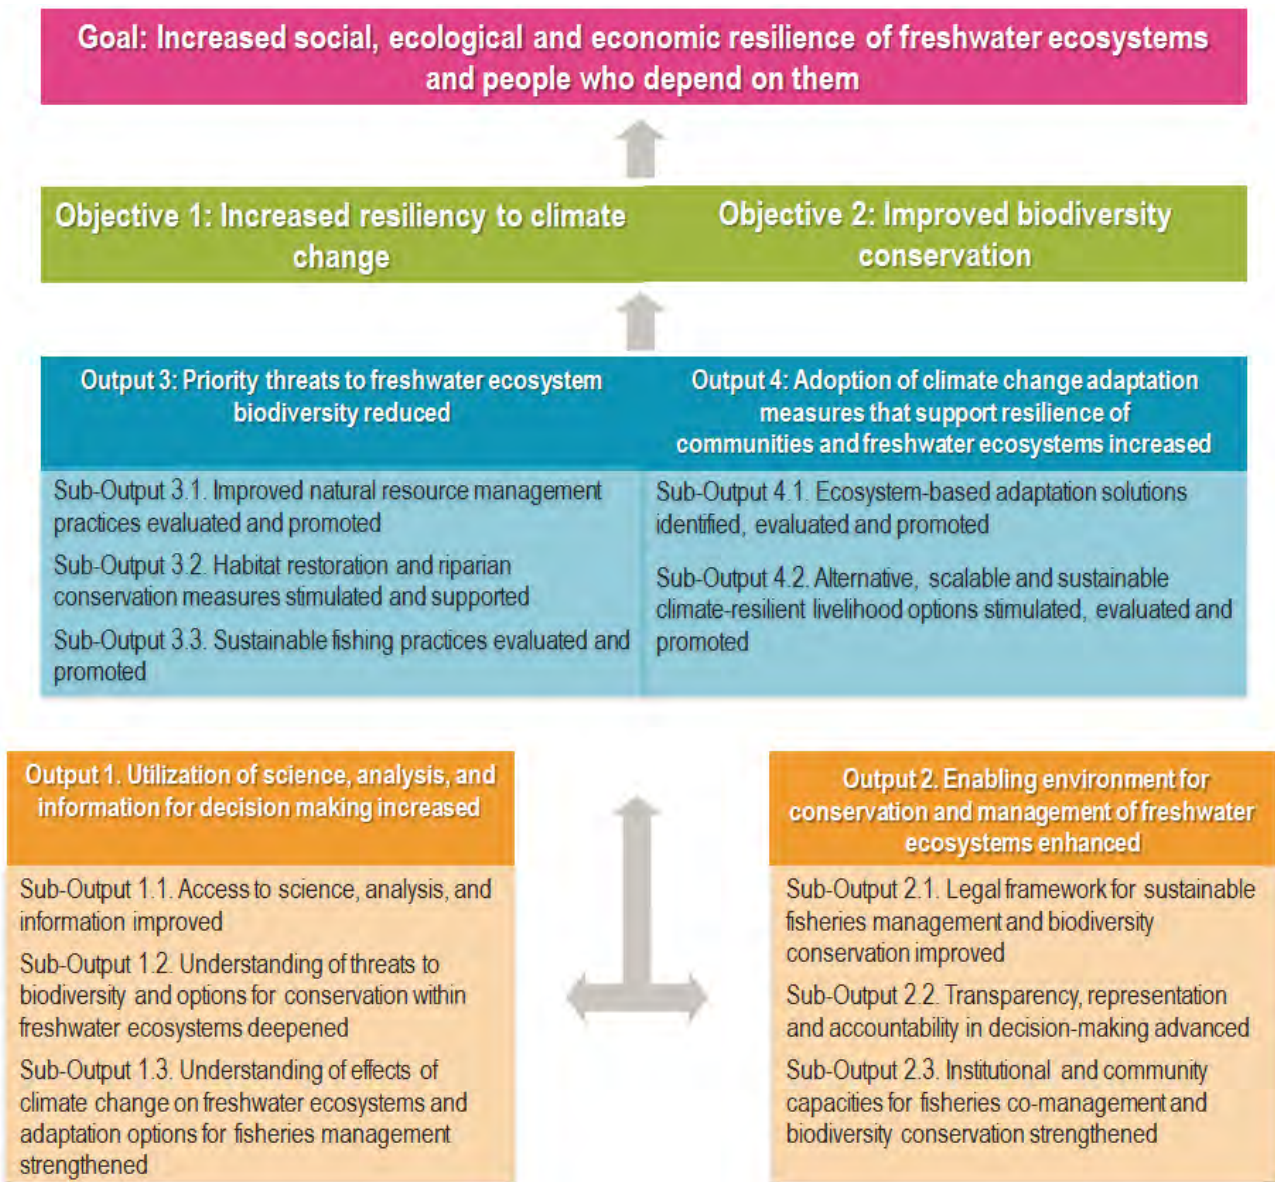 Goal: Increased social, ecological and economic resilience of freshwater ecosystems
and people who depend on them
Objective 1: Increased resiliency to climate
change
Objective 2: Improved biodiversity
conservation
Output 3: Priority threats to freshwater ecosystem
biodiversity reduced
Sub-Output 3.1. Improved natural resource management
practices evaluated and promoted
Sub-Output 3.2. Habitat restoration and riparian
conservation measures stimulated and supported
Sub-Output 3.3. Sustainable fishing practices evaluated and
promoted
Output 4: Adoption of climate change adaptation
measures that support resilience of
communities and freshwater ecosystems increased
Sub-Output 4.1. Ecosystem-based adaptation solutions
identified, evaluated and promoted
Sub-Output 4.2. Alternative, scalable and sustainable
climate-resilient livelihood options stimulated, evaluated and
promoted
Output 1. Utilization of science, analysis, and
information for decision making increased
Sub-Output 1.1. Access to science, analysis, and
information improved
Sub-Output 1.2. Understanding of threats to
biodiversity and options for conservation within
freshwater ecosystems deepened
Sub-Output 1.3. Understanding of effects of
climate change on freshwater ecosystems and
adaptation options for fisheries management
strengthened
Output 2. Enabling environment for
conservation and management of freshwater
ecosystems enhanced
Sub-Output 2.1. Legal framework for sustainable
fisheries management and biodiversity
conservation improved
Sub-Output 2.2. Transparency, representation
and accountability in decision-making advanced
Sub-Output 2.3. Institutional and community
capacities for fisheries co-management and
biodiversity conservation strengthened